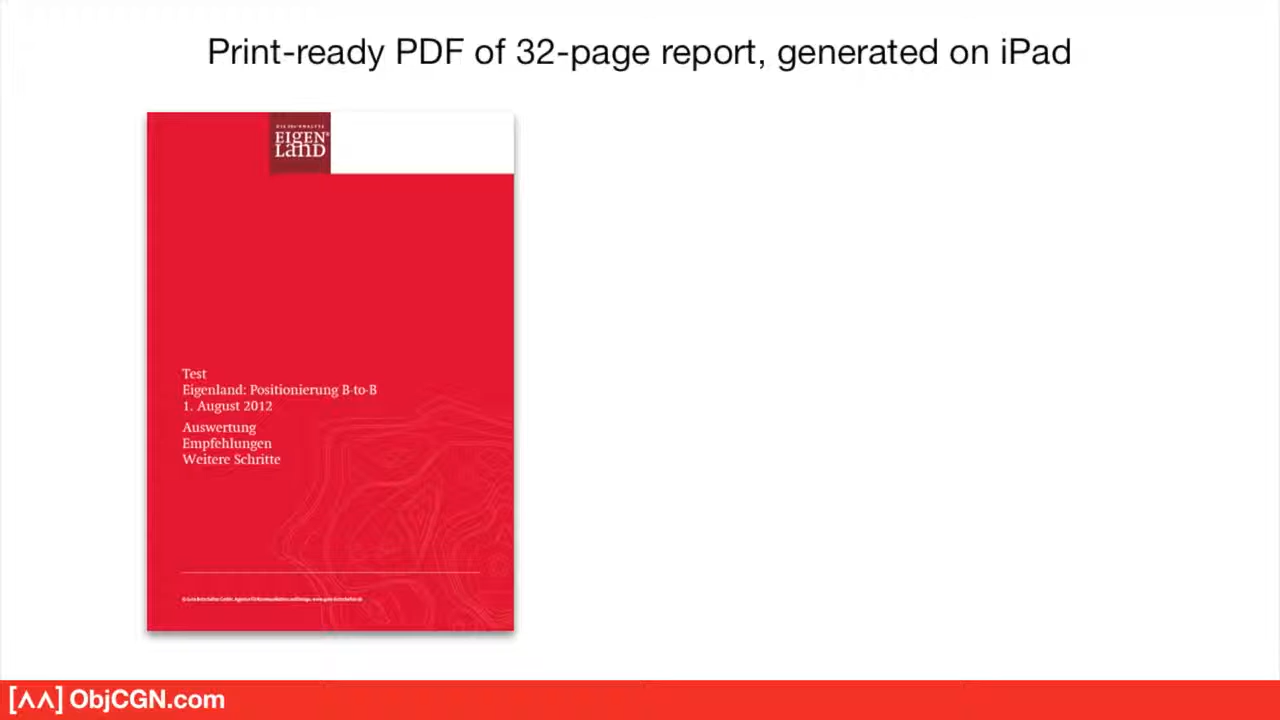 Print-ready PDF of 32-page report, generated on iPad
EIGEN
LanD
Test
Eigenland: Positionierung B-to-B
1. August 2012
Auswertung
Empfehlungen
Weitere Schritte
[ʌʌ] ObjCGN.com